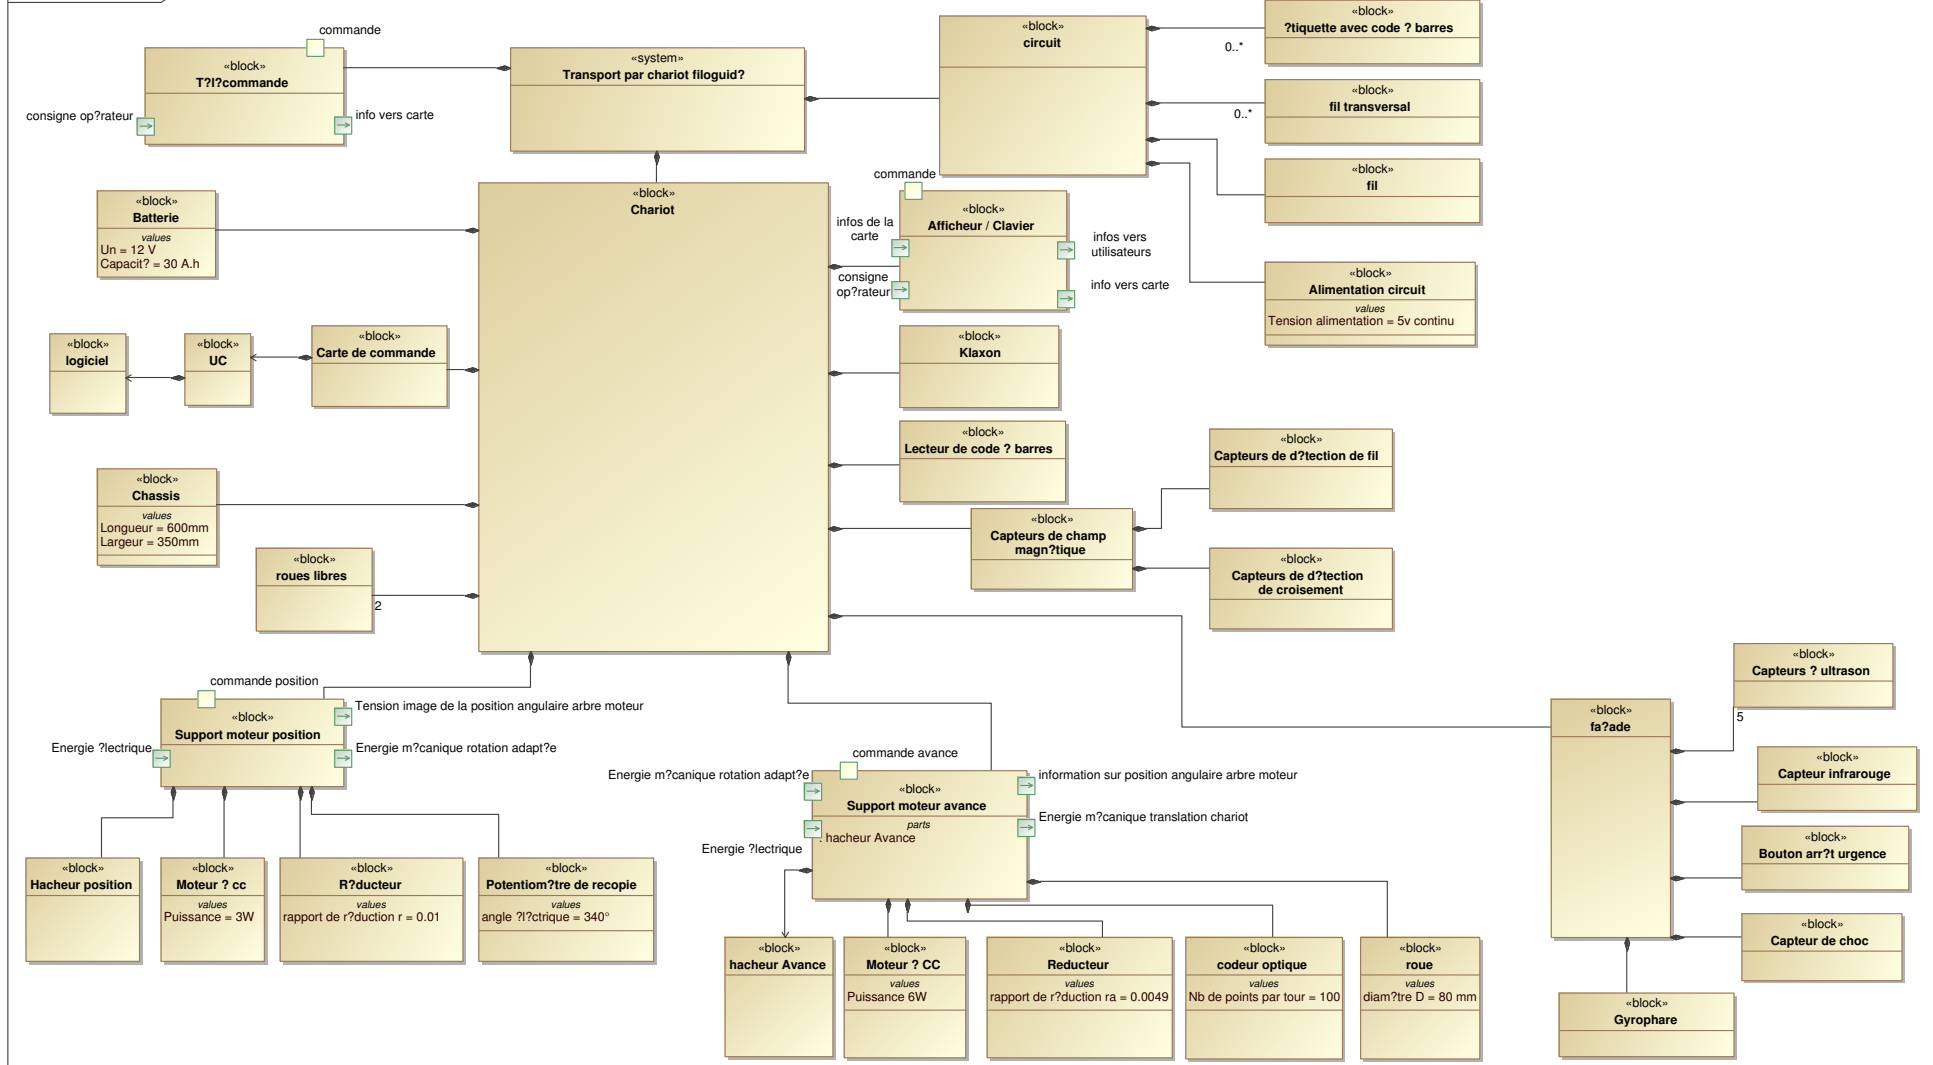 commande
«block»
T?l?commande
consigne op?rateur
info vers carte
«system»
Transport par chariot filoguid?
«block»
circuit
«block»
?tiquette avec code ? barres
0..*
«block»
fil transversal
0..*
«block»
fil
«block»
Alimentation circuit
values
Tension alimentation = 5v continu
«block»
Chariot
«block»
Batterie
values
Un = 12 V
Capacit? = 30 A.h
commande
«block»
Afficheur / Clavier
infos de la
carte
consigne
op?rateur
infos vers
utilisateurs
info vers carte
«block»
logiciel
«block»
UC
«block»
Carte de commande
«block»
Klaxon
«block»
Lecteur de code ? barres
«block»
Capteurs de d?tection de fil
«block»
Chassis
values
Longueur = 600mm
Largeur = 350mm
«block»
Capteurs de champ
magn?tique
«block»
Capteurs de d?tection
de croisement
«block»
roues libres
2
commande position
«block»
Support moteur position
Tension image de la position angulaire arbre moteur
Energie ?lectrique
Energie m?canique rotation adapt?e
«block»
Hacheur position
«block»
Moteur ? cc
values
Puissance = 3W
«block»
R?ducteur
values
rapport de r?duction r = 0.01
«block»
Potentiom?tre de recopie
values
angle ?l?ctrique = 340°
commande avance
Energie m?canique rotation adapt?e
«block»
Support moteur avance
parts
: hacheur Avance
information sur position angulaire arbre moteur
Energie m?canique translation chariot
Energie ?lectrique
«block»
hacheur Avance
«block»
Moteur ? CC
values
Puissance 6W
«block»
Reducteur
values
rapport de r?duction ra = 0.0049
«block»
codeur optique
values
Nb de points par tour = 100
«block»
roue
values
diam?tre D = 80 mm
«block»
fa?ade
«block»
Capteurs ? ultrason
5
«block»
Capteur infrarouge
«block»
Bouton arr?t urgence
«block»
Capteur de choc
«block»
Gyrophare